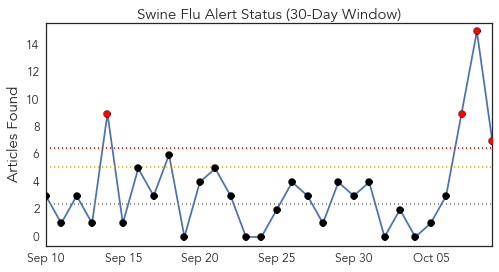 Swine Flu Alert Status (30-Day Window)
Articles Found
14
12
10
8
6
4
2
0
Sep 10
Sep 15
Sep 20
Sep 25
Sep 30
Oct 05